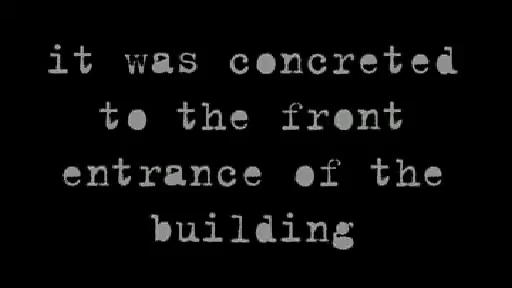 it was concreted
to the front
entrance of the
building